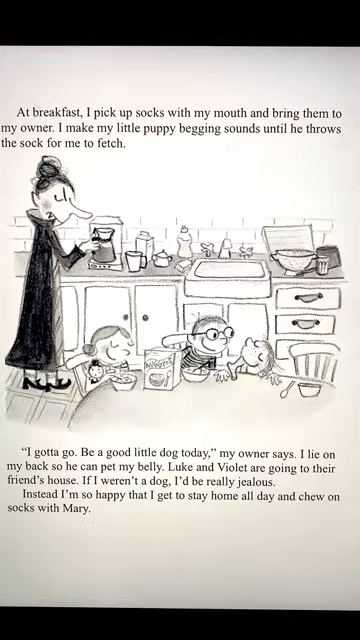 At breakfast, I pick up socks with my mouth and bring them to
my owner. I make my little puppy begging sounds until he throws
the sock for me to fetch.
“I gotta go. Be a good little dog today,” my owner says. I lie on
my back so he can pet my belly. Luke and Violet are going to their
friend’s house. If I weren’t a dog, I’d be really jealous.
Instead I’m so happy that I get to stay home all day and chew on
socks with Mary.